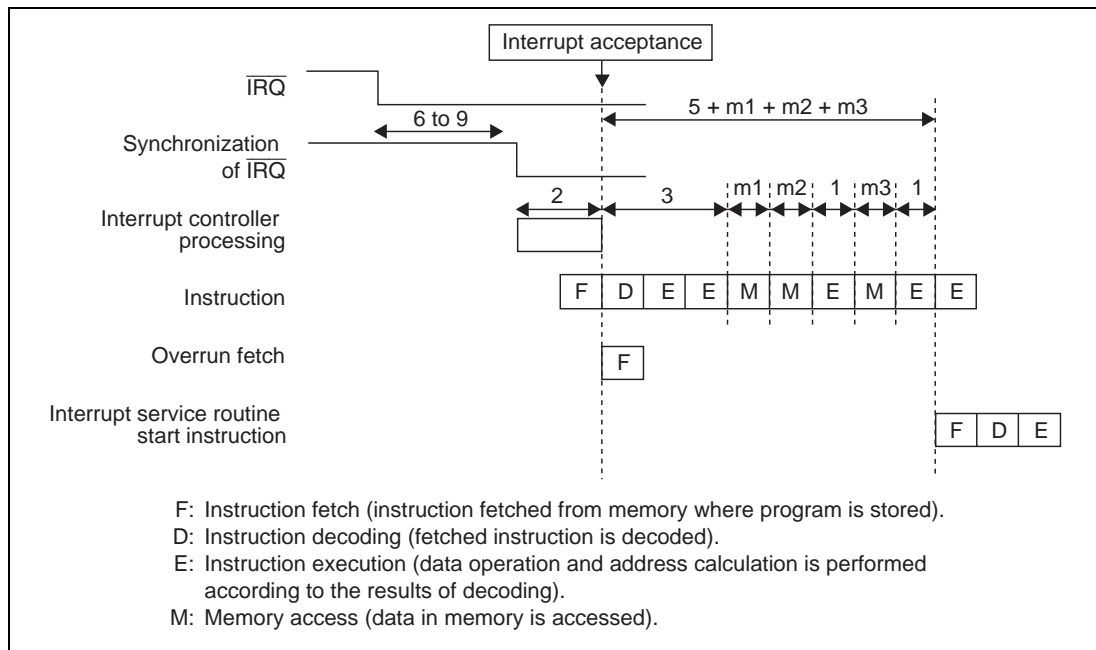 Interrupt acceptance
IRQ
5 + m1 + m2 + m3
6 to 9
Synchronization
of IRQ
2
3
m1
m2
1
m3
1
Interrupt controller
processing
Instruction
F D E E M M E M E E
Overrun fetch
F
Interrupt service routine
start instruction
F D E
F: Instruction fetch (instruction fetched from memory where program is stored).
D: Instruction decoding (fetched instruction is decoded).
E: Instruction execution (data operation and address calculation is performed
according to the results of decoding).
M: Memory access (data in memory is accessed).